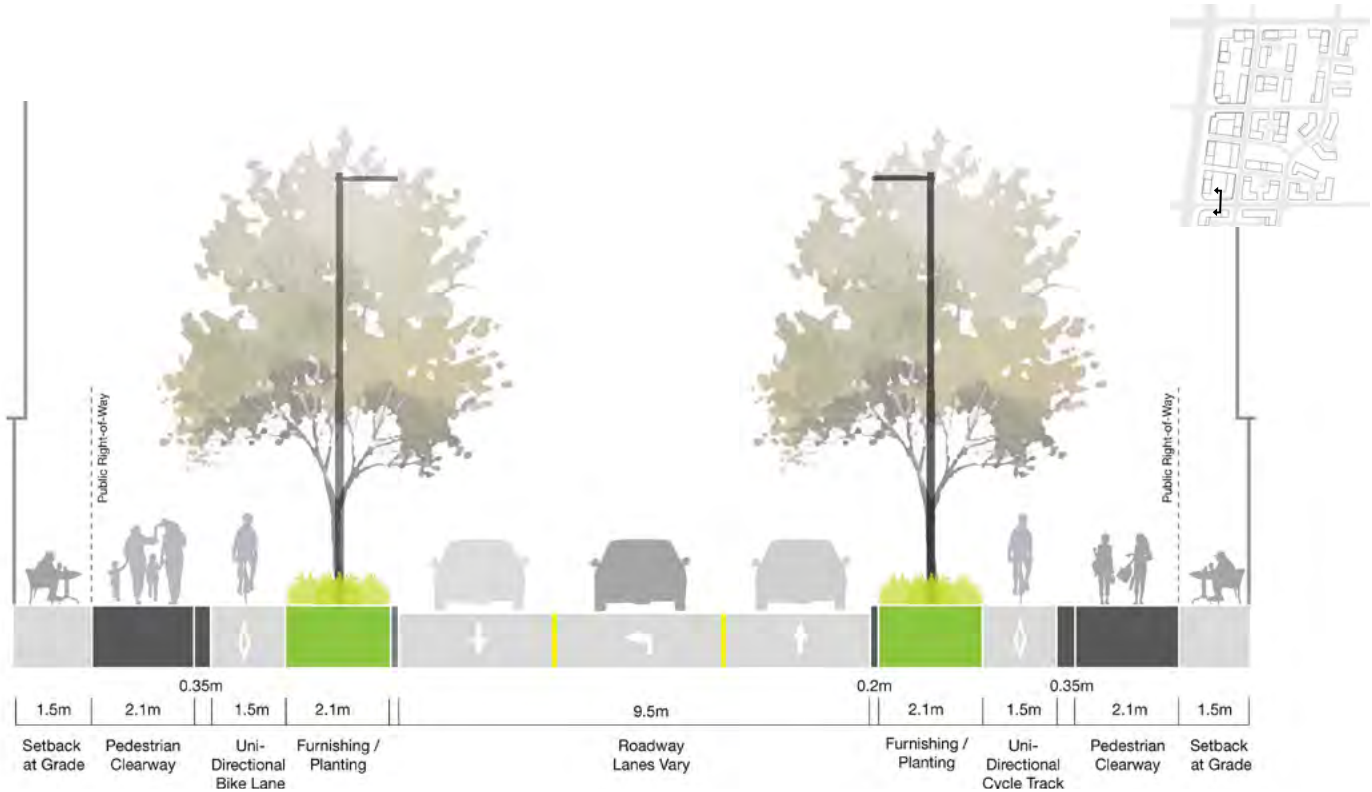 Public Right-of-Way
Public Right-of-Way
0.35m
0.2m
0.35m
1.5m
2.1m
1.5m
2.1m
9.5m
2.1m
1.5m
2.1m
1.5m
Setback
at Grade
Pedestrian
Clearway
Uni-
Directional
Bike Lane
Furnishing /
Planting
Roadway
Lanes Vary
Furnishing /
Planting
Uni-
Directional
Cycle Track
Pedestrian
Clearway
Setback
at Grade